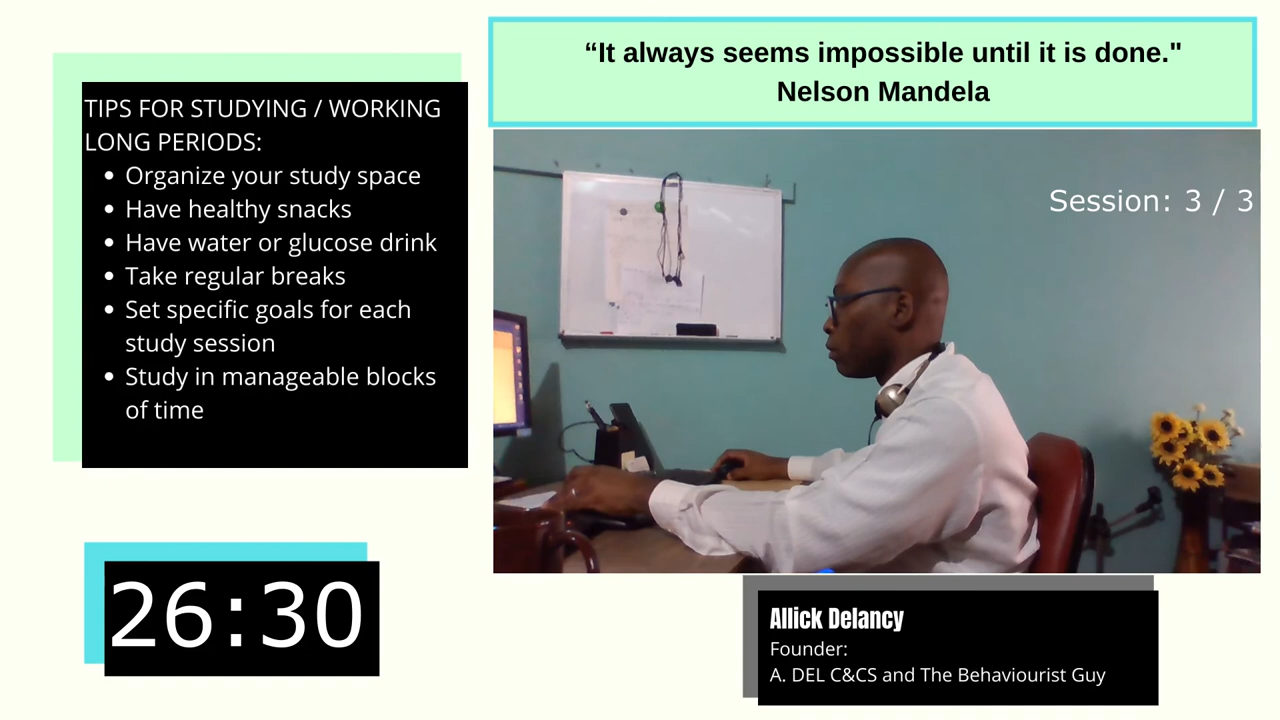 “It always seems impossible until it is done."
Nelson Mandela
TIPS FOR STUDYING / WORKING
LONG PERIODS:
• Organize your study space
• Have healthy snacks
• Have water or glucose drink
• Take regular breaks
• Set specific goals for each
study session
• Study in manageable blocks
of time
Session: 3 / 3
26:30
Allick Delancy
Founder:
A. DEL C&CS and The Behaviourist Guy